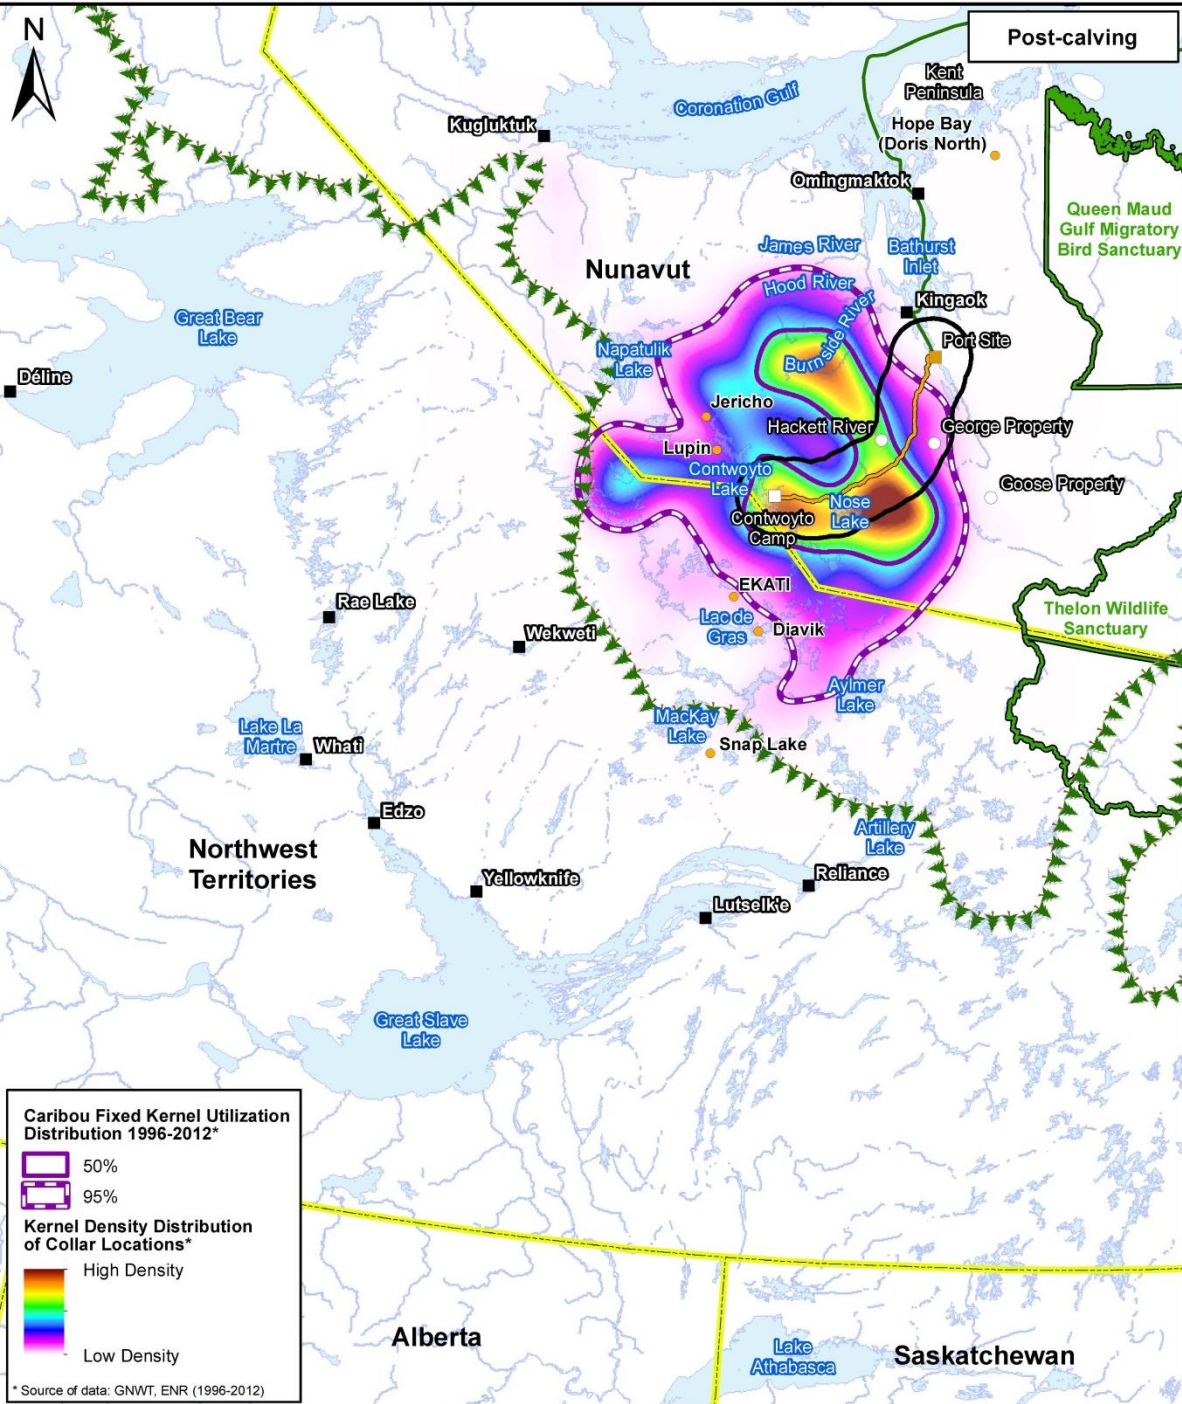 Post-calving
N
Kent
Peninsula
Coronation Gulf
Kugluktuk
Hope Bay
(Doris North)
Omingmaktok
Queen Maud
Gulf Migratory
Bird Sanctuary
James River
Bathurst
Inlet
Nunavut
Hood River
Kingaok
Great Bear
Lake
Burnside River
Port Site
Napatulik
Lake
Déline
Jericho
Hackett River
George Property
Lupin
Contwoyto
Lake
Goose Property
Nose
Lake
Contwoyto
Camp
EKATI
Rae Lake
Lac de
Gras
Diavik
Thelon Wildlife
Sanctuary
Wekweti
Aylmer
Lake
MacKay
Lake
Lake La
Martre
Whati
Snap Lake
Edzo
Artillery
Lake
Northwest
Territories
Yellowknife
Reliance
Lutselk'e
Great Slave
Lake
Caribou Fixed Kernel Utilization
Distribution 1996-2012*
50%
95%
Kernel Density Distribution
of Collar Locations*
High Density
Low Density
* Source of data: GNWT, ENR (1996-2012)
Alberta
Lake
Athabasca
Saskatchewan